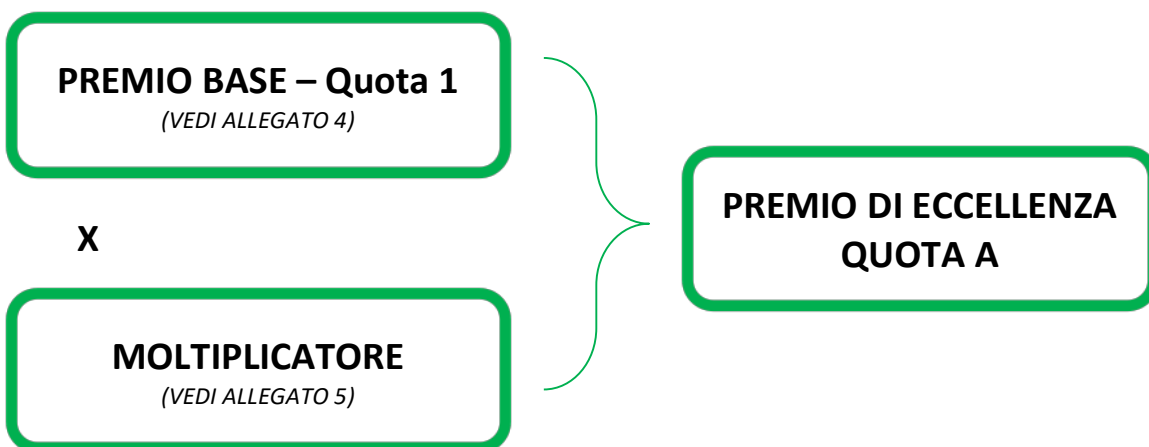 PREMIO BASE – Quota 1
(VEDI ALLEGATO 4)
X
MOLTIPLICATORE
(VEDI ALLEGATO 5)
PREMIO DI ECCELLENZA
QUOTA A